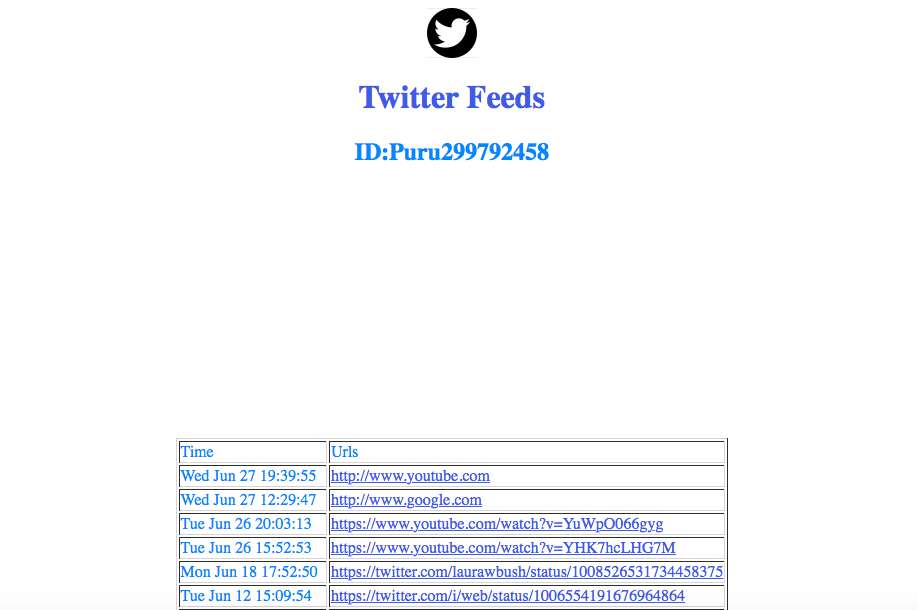 Twitter Feeds
ID:Puru299792458
Time Urls
Wed Jun 27 19:39:55 http://www.youtube.com
Wed Jun 27 12:29:47 http://www.google.com
Tue Jun 26 20:03:13 https://www.youtube.com/watch?v=YuWpO066gyg
Tue Jun 26 15:52:53 https://www.youtube.com/watch?v=YHK7hcLHG7M
Mon Jun 18 17:52:50 https://twitter.com/laurawbush/status/1008526531734458375
Tue Jun 12 15:09:54 https://twitter.com/i/web/status/1006554191676964864